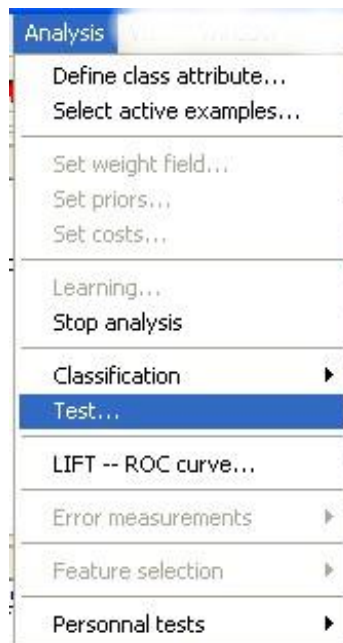 Analysis
Define class attribute...
Select active examples...
Set weight field...
Set priors...
Set costs...
Learning...
Stop analysis
Classification
Test...
LIFT -- ROC curve...
Error measurements
Feature selection
Personnal tests